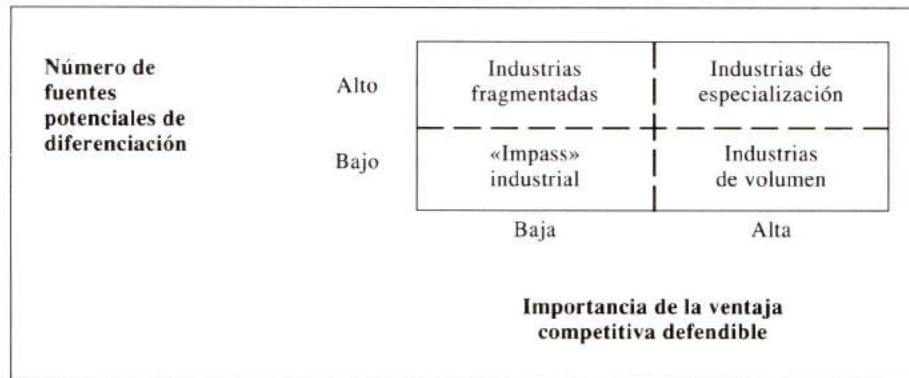 Número de
fuentes
potenciales de
diferenciación
Alto
Industrias
fragmentadas
Industrias de
especialización
Bajo
«Impass»
industrial
Industrias
de volumen
Baja
Alta
Importancia de la ventaja
competitiva defendible